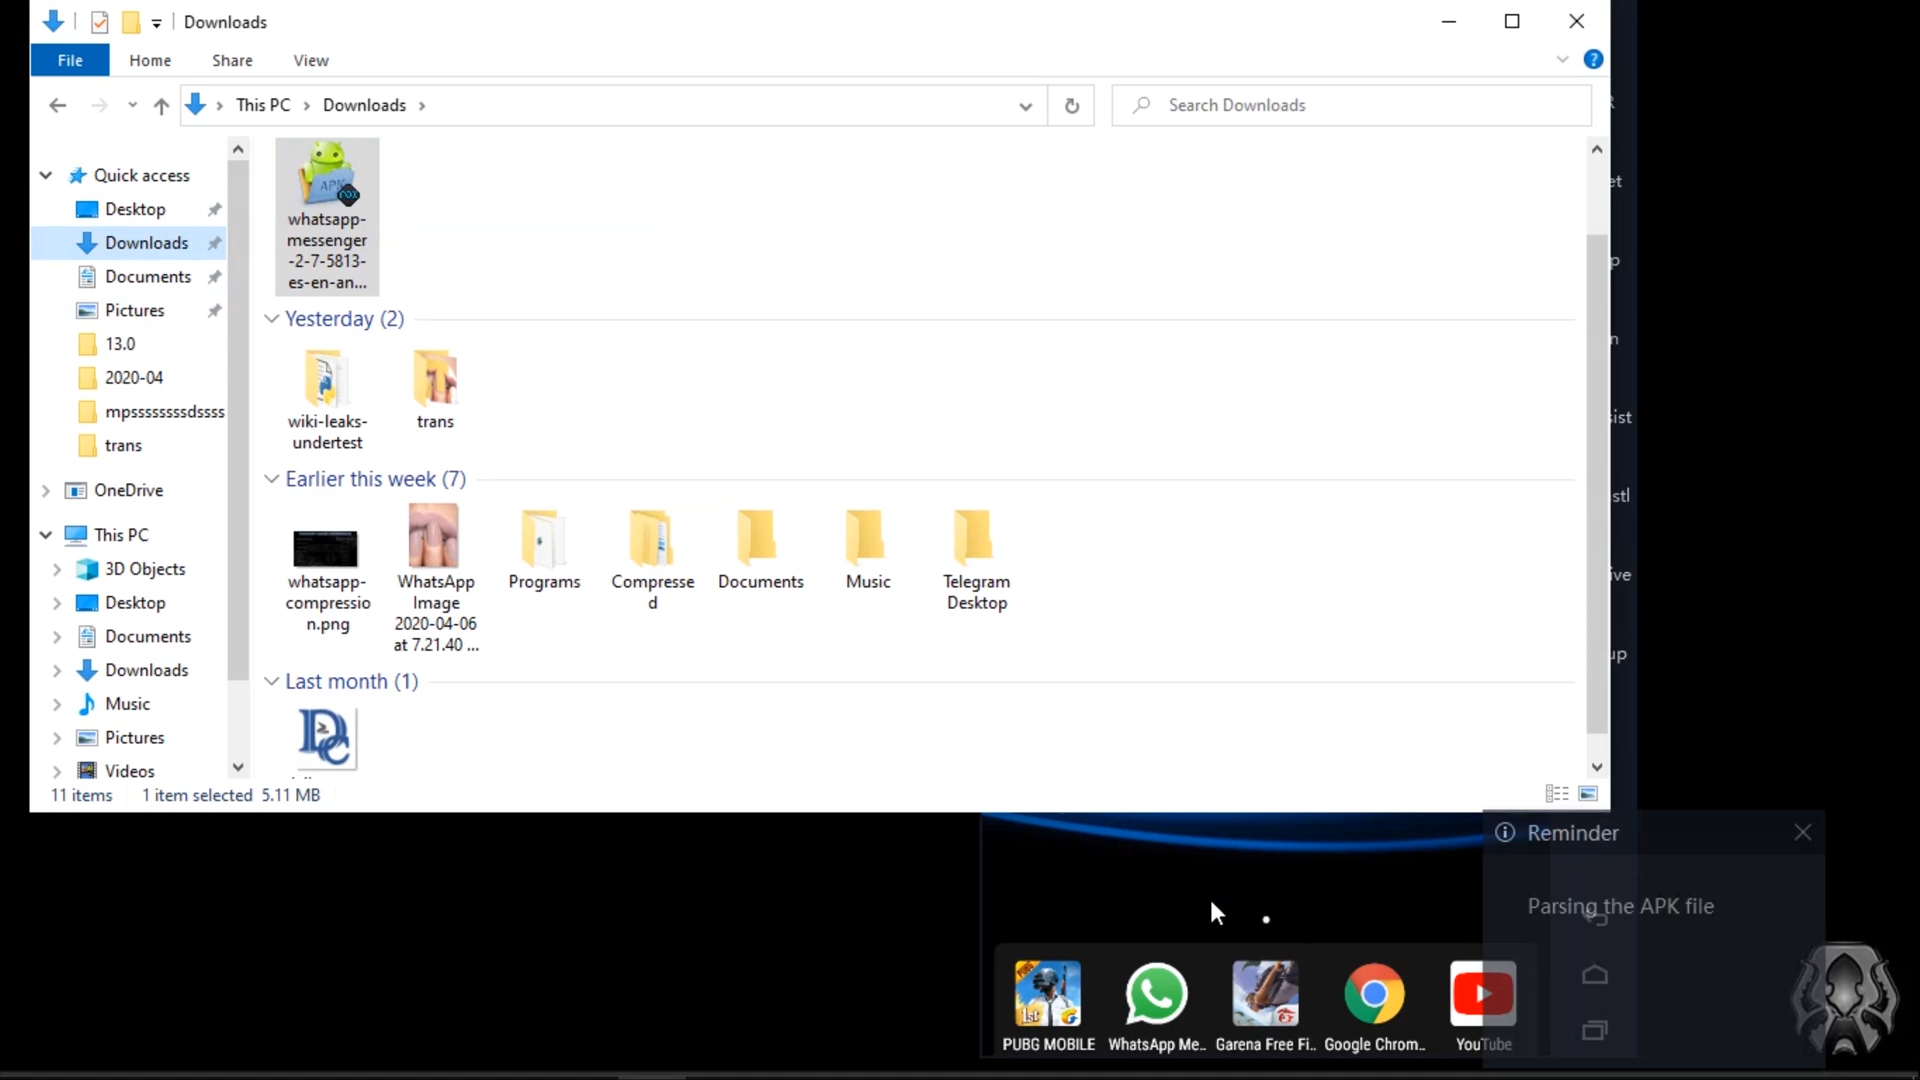 Downloads
File Home Share View
This PC Downloads
Search Downloads
Quick access
Desktop
Downloads
Documents
Pictures
13.0
2020-04
mpssssssssdssss
trans
OneDrive
This PC
3D Objects
Desktop
Documents
Downloads
Music
Pictures
Videos
APK
nox
whatsapp-
messenger
-2-7-5813-
es-en-an...
Yesterday (2)
wiki-leaks-
undertest
trans
Earlier this week (7)
whatsapp-
compressio
n.png
WhatsApp
Image
2020-04-06
at 7.21.40 ...
Programs
Compresse
d
Documents
Music
Telegram
Desktop
Last month (1)
11 items 1 item selected 5.11 MB
Reminder
Parsing the APK file
PUBG MOBILE
WhatsApp Me..
Garena Free Fi..
Google Chrom..
YouTube